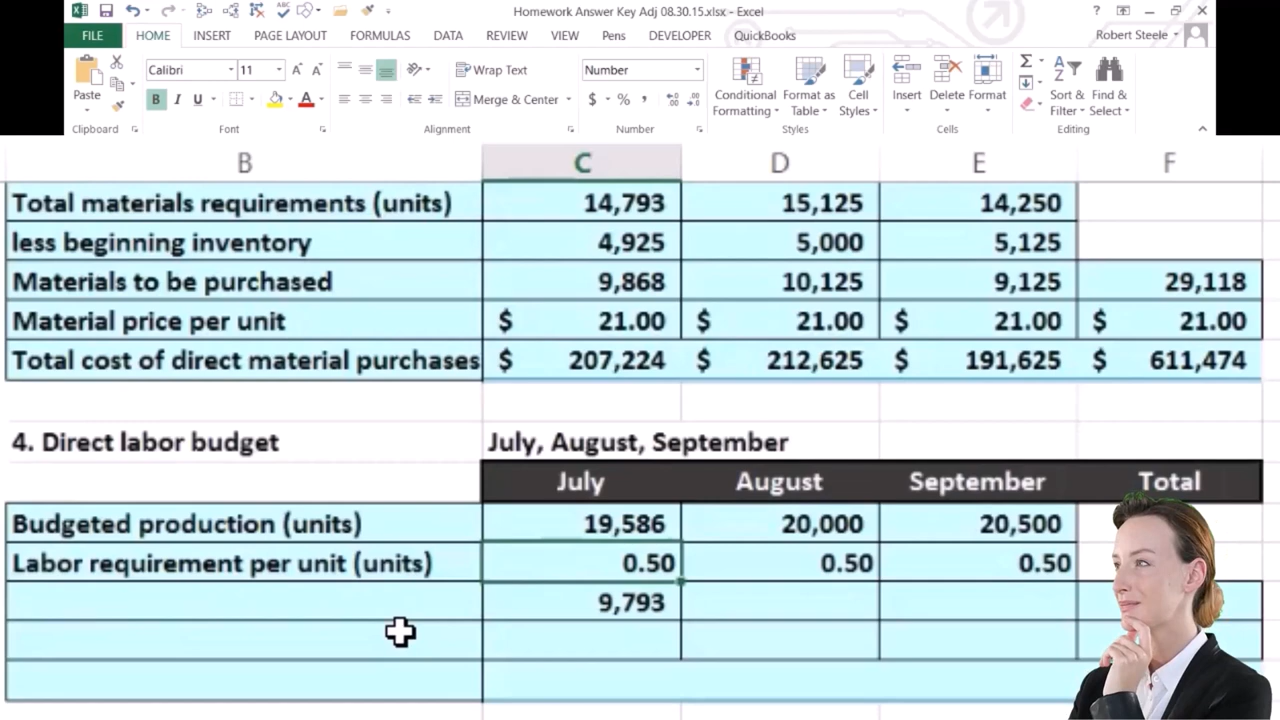 Homework Answer Key Adj 08.30.15.xlsx - Excel
FILE HOME INSERT PAGE LAYOUT FORMULAS DATA REVIEW VIEW Pens DEVELOPER QuickBooks Robert Steele
Paste Calibri 11 Wrap Text Number Conditional Formatting Format as Table Cell Styles Insert Delete Format Sort & Filter Find & Select
B I U A Merge & Center $ % ,
Clipboard Font Alignment Number Styles Cells Editing
B C D E F
Total materials requirements (units) 14,793 15,125 14,250
less beginning inventory 4,925 5,000 5,125
Materials to be purchased 9,868 10,125 9,125 29,118
Material price per unit $ 21.00 $ 21.00 $ 21.00 $ 21.00
Total cost of direct material purchases $ 207,224 $ 212,625 $ 191,625 $ 611,474
4. Direct labor budget July, August, September
July August September Total
Budgeted production (units) 19,586 20,000 20,500
Labor requirement per unit (units) 0.50 0.50 0.50
9,793